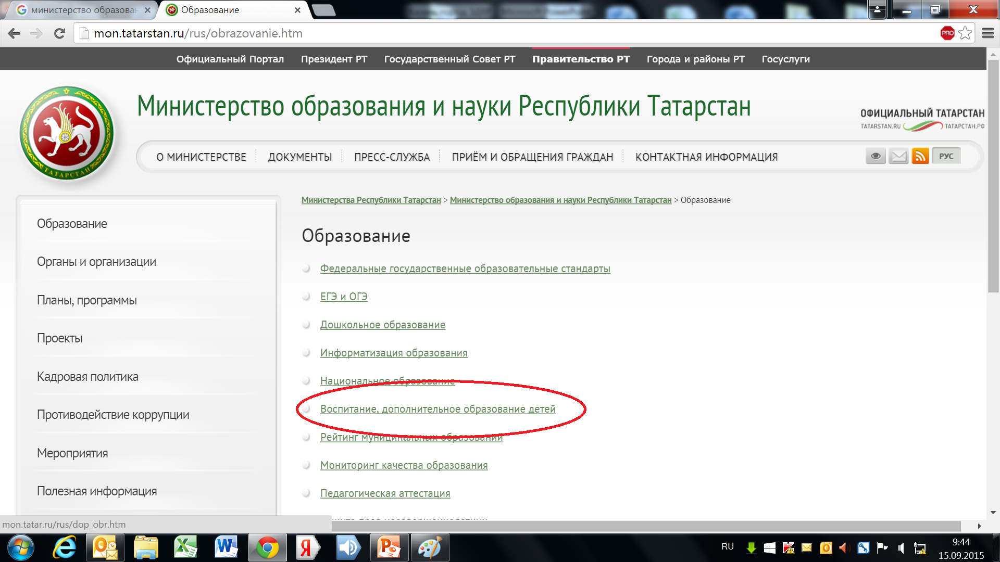 министерство образован
Образование
mon.tatarstan.ru/rus/obrazovanie.htm
PRO
Официальный Портал
Президент РТ
Государственный Совет РТ
Правительство РТ
Города и районы РТ
Госуслуги
ТАТАРСТАН
Министерство образования и науки Республики Татарстан
ОФИЦИАЛЬНЫЙ ТАТАРСТАН
TATARSTAN.RU ТАТАРСТАН.РФ
О МИНИСТЕРСТВЕ
ДОКУМЕНТЫ
ПРЕСС-СЛУЖБА
ПРИЁМ И ОБРАЩЕНИЯ ГРАЖДАН
КОНТАКТНАЯ ИНФОРМАЦИЯ
РУС
Образование
Органы и организации
Планы, программы
Проекты
Кадровая политика
Противодействие коррупции
Мероприятия
Полезная информация
Министерства Республики Татарстан > Министерство образования и науки Республики Татарстан > Образование
Образование
Федеральные государственные образовательные стандарты
ЕГЭ и ОГЭ
Дошкольное образование
Информатизация образования
Национальное образование
Воспитание, дополнительное образование детей
Рейтинг муниципальных образований
Мониторинг качества образования
Педагогическая аттестация
mon.tatar.ru/rus/dop_obr.htm
RU
9:44
15.09.2015